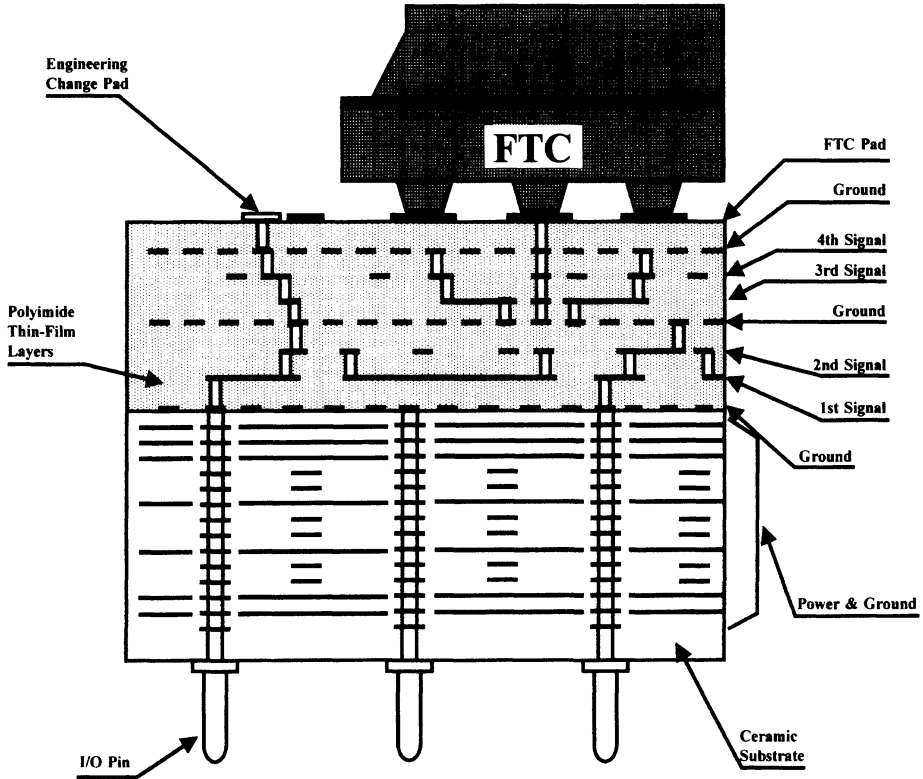 Engineering
Change Pad
FTC
FTC Pad
Ground
4th Signal
3rd Signal
Polyimide
Thin-Film
Layers
Ground
2nd Signal
1st Signal
Ground
Power & Ground
I/O Pin
Ceramic
Substrate